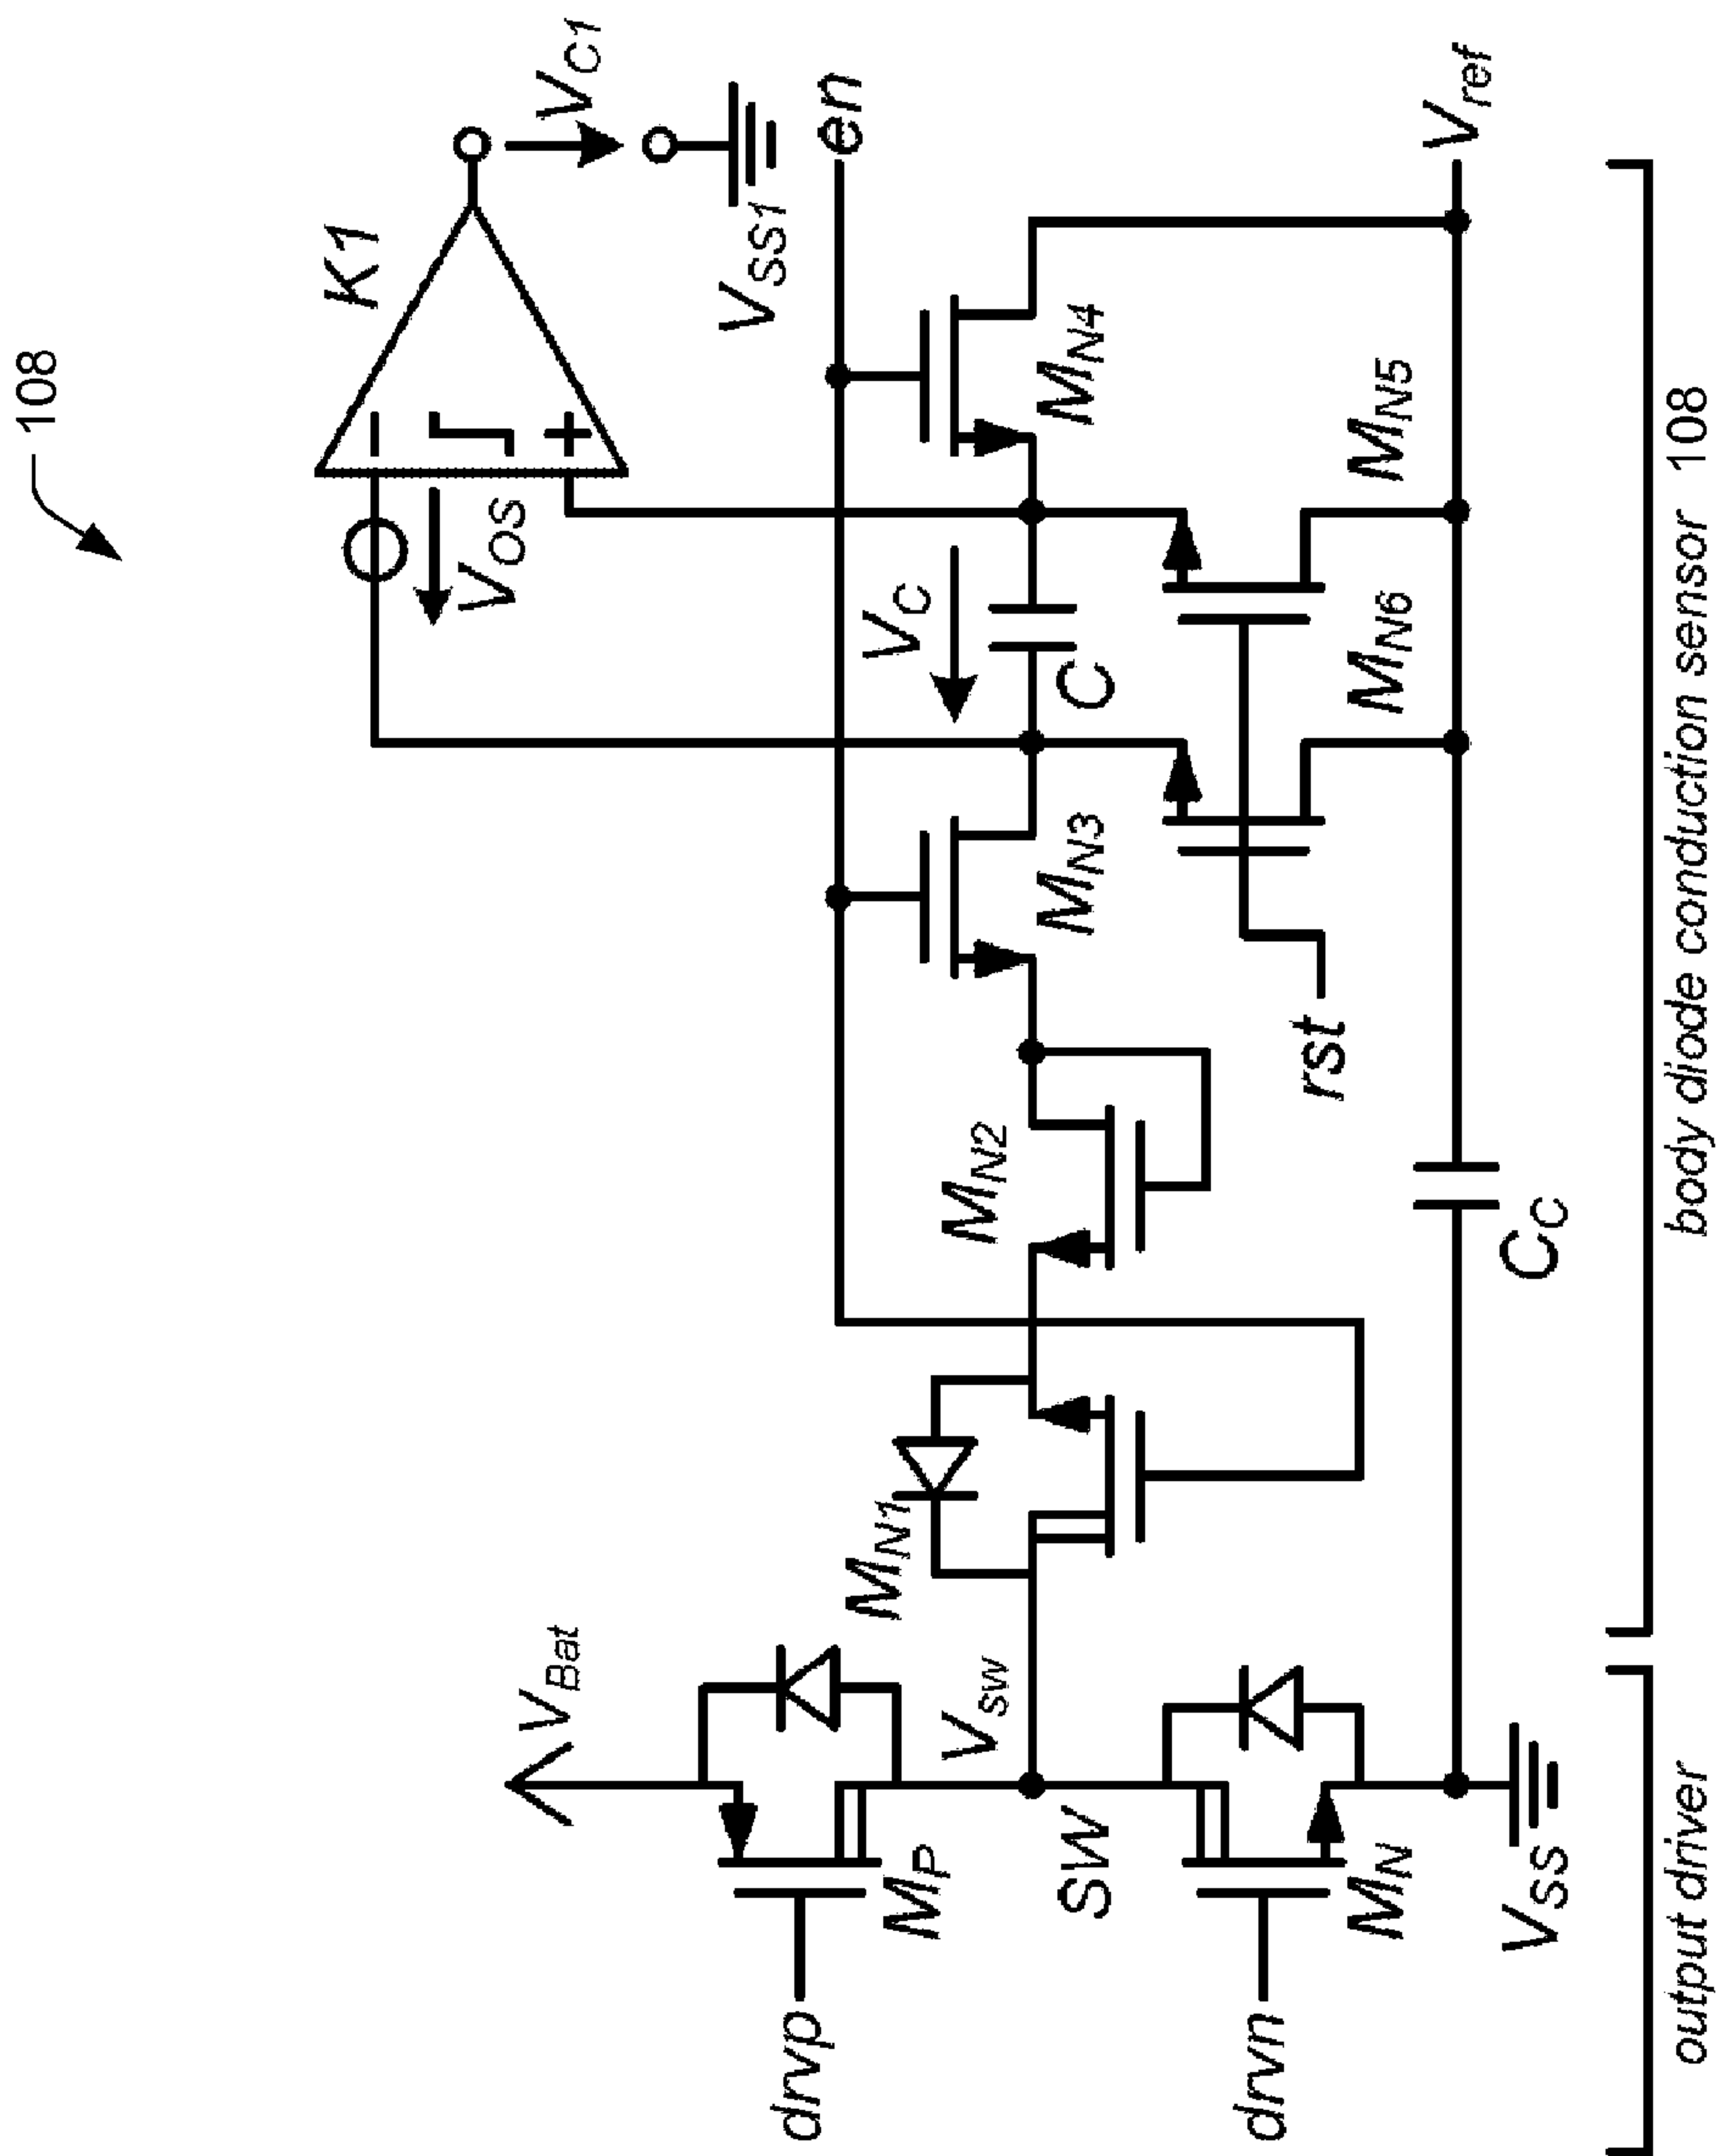 108
K1
V_C1
V_OS
V_SS1
en
V_Bat
M_N1
M_N2
M_N3
V_C
C
M_N4
drvp
M_P
V_sw
SW
rst
M_N6
M_N5
drvn
M_N
V_SS
C_C
V_ref
output driver
body diode conduction sensor 108